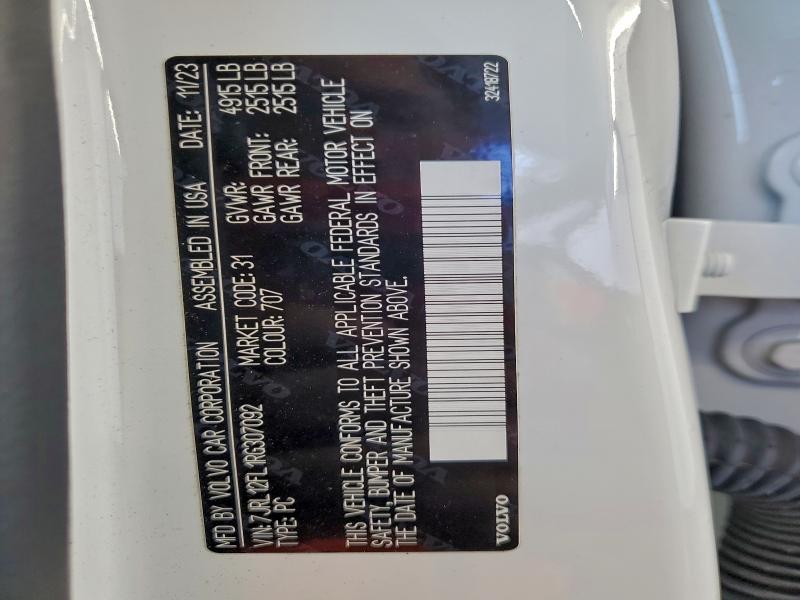 MFD BY VOLVO CAR CORPORATION ASSEMBLED IN USA DATE: 11/23
VIN: 7JRL12FL1RG307092 MARKET CODE: 31 GVWR: 4915 LB
TYPE: PC COLOUR: 707 GAWR FRONT: 2515 LB
GAWR REAR: 2515 LB
THIS VEHICLE CONFORMS TO ALL APPLICABLE FEDERAL MOTOR VEHICLE
SAFETY, BUMPER AND THEFT PREVENTION STANDARDS IN EFFECT ON
THE DATE OF MANUFACTURE SHOWN ABOVE.
VOLVO 32418722